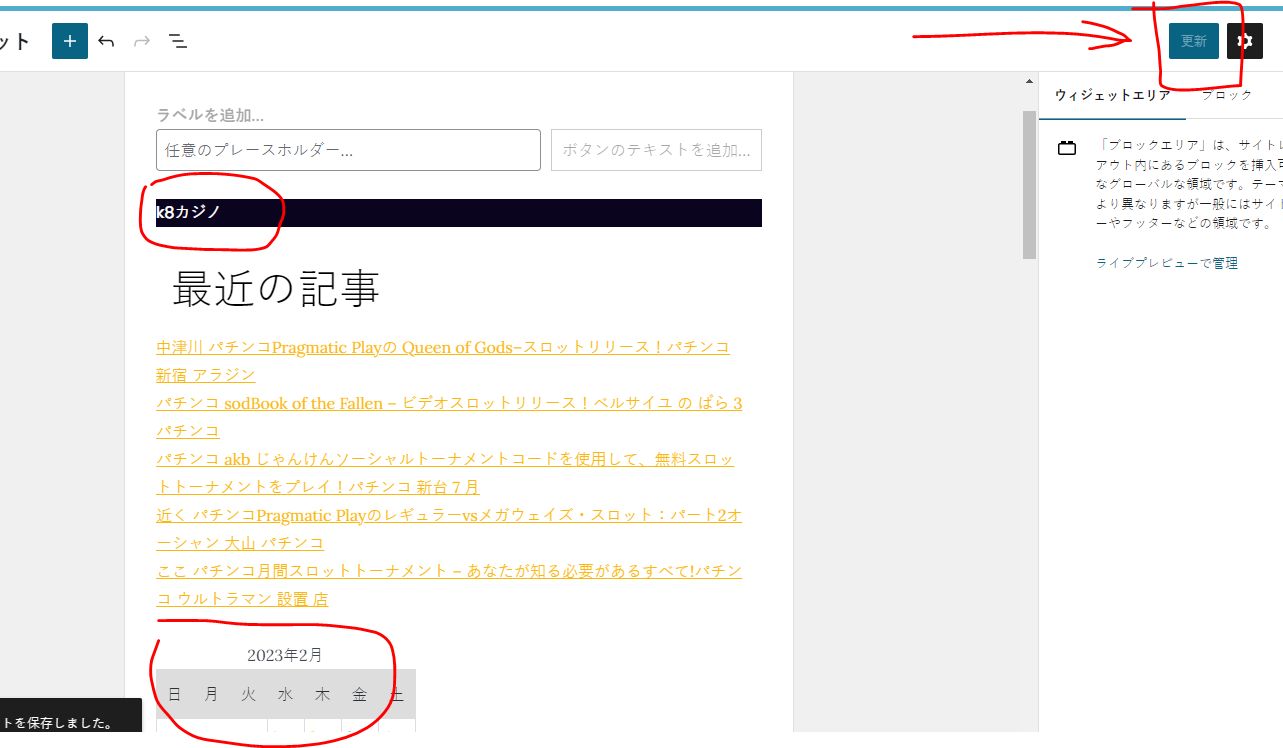 ット
更新
ウィジェットエリア ブロック
ラベルを追加...
任意のプレースホルダー...
ボタンのテキストを追加...
「ブロックエリア」は、サイトレ
アウト内にあるブロックを挿入可
なグローバルな領域です。テーマ
より異なりますが一般にはサイド
ーやフッターなどの領域です。
ライブプレビューで管理
k8カジノ
最近の記事
中津川 パチンコPragmatic Playの Queen of Gods–スロットリリース！パチンコ
新宿 アラジン
パチンコ sodBook of the Fallen – ビデオスロットリリース！ベルサイユ の ばら 3
パチンコ
パチンコ akb じゃんけんソーシャルトーナメントコードを使用して、無料スロッ
トトーナメントをプレイ！パチンコ 新台 7 月
近く パチンコPragmatic Playのレギュラーvsメガウェイズ・スロット：パート2オ
ーシャン 大山 パチンコ
ここ パチンコ月間スロットトーナメント – あなたが知る必要があるすべて!パチン
コ ウルトラマン 設置 店
2023年2月
日 月 火 水 木 金 土
トを保存しました。